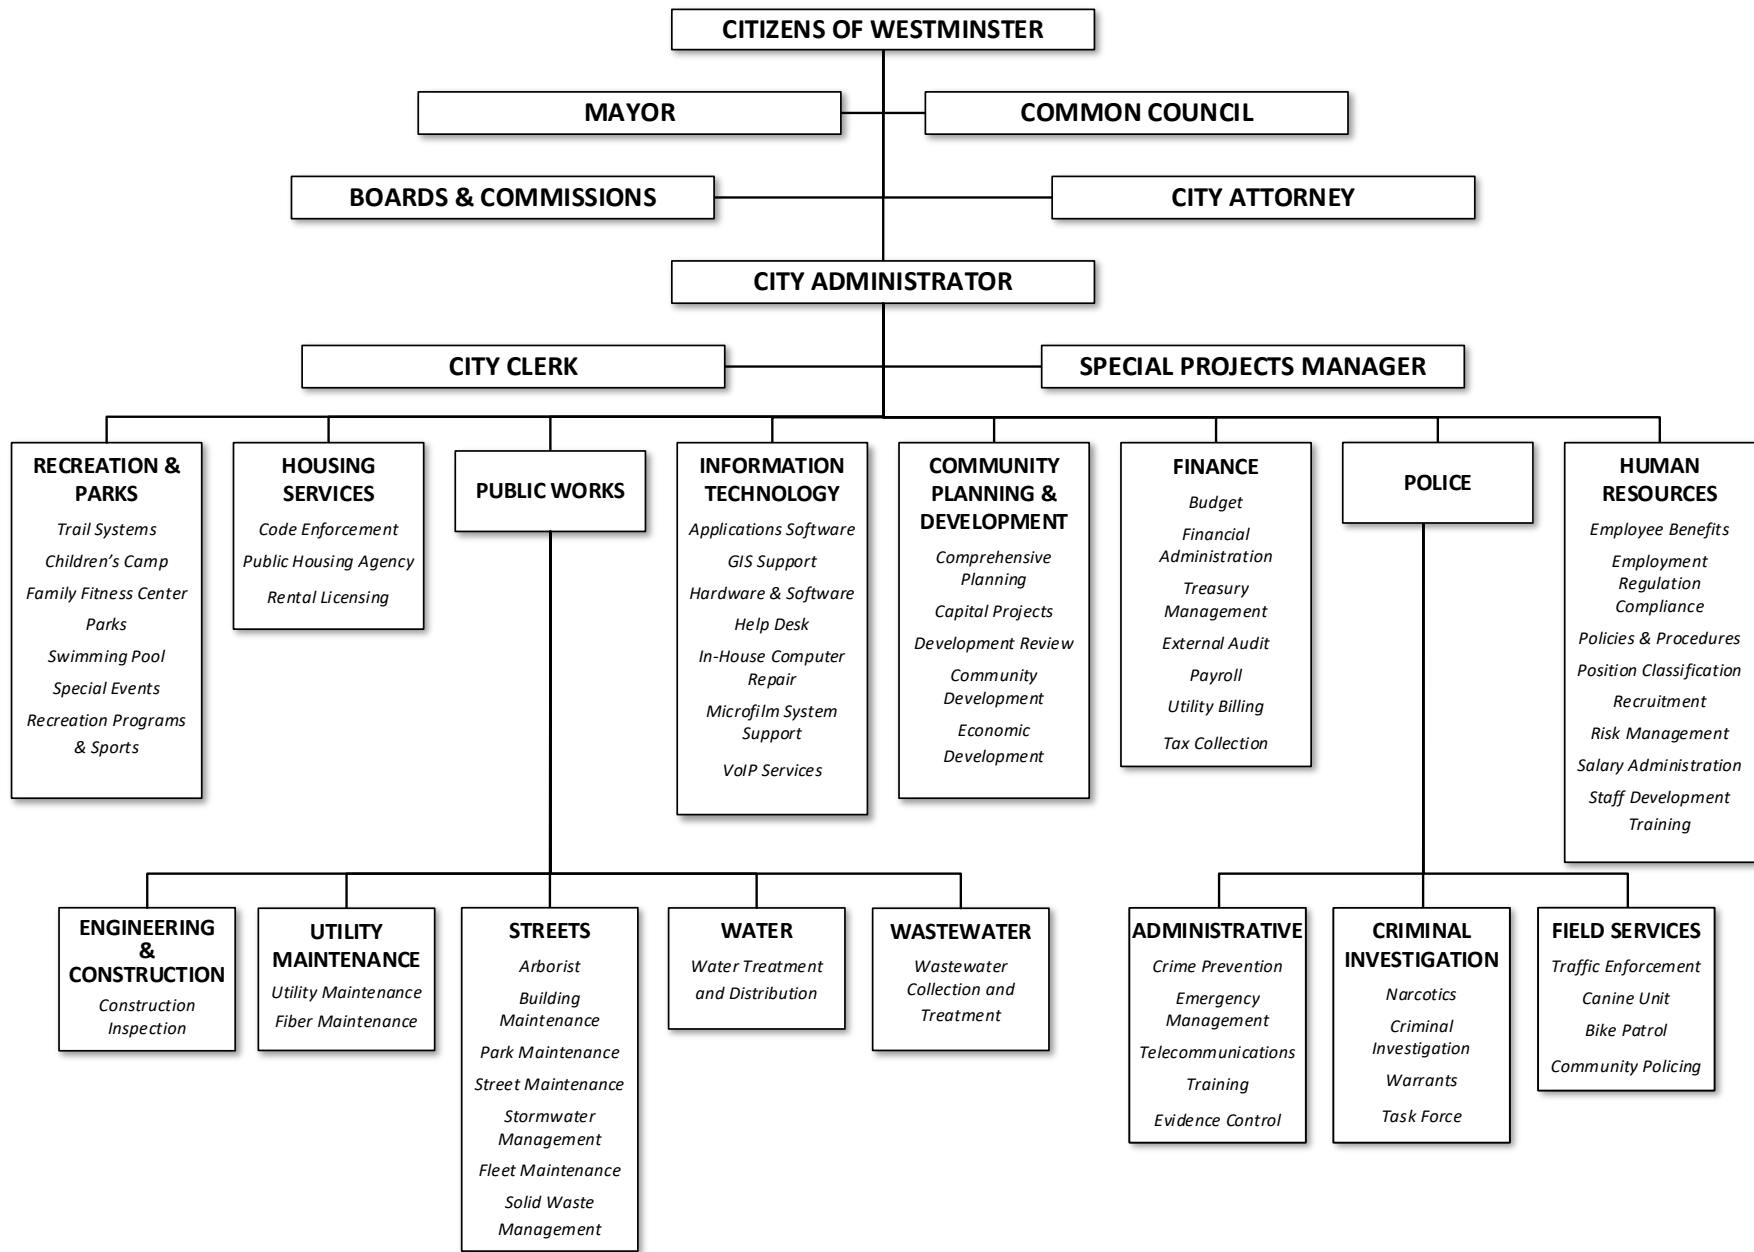 CITIZENS OF WESTMINSTER
MAYOR
COMMON COUNCIL
BOARDS & COMMISSIONS
CITY ATTORNEY
CITY ADMINISTRATOR
CITY CLERK
SPECIAL PROJECTS MANAGER
RECREATION &
PARKS
Trail Systems
Children’s Camp
Family Fitness Center
Parks
Swimming Pool
Special Events
Recreation Programs
& Sports
HOUSING
SERVICES
Code Enforcement
Public Housing Agency
Rental Licensing
PUBLIC WORKS
INFORMATION
TECHNOLOGY
Applications Software
GIS Support
Hardware & Software
Help Desk
In-House Computer
Repair
Microfilm System
Support
VoIP Services
COMMUNITY
PLANNING &
DEVELOPMENT
Comprehensive
Planning
Capital Projects
Development Review
Community
Development
Economic
Development
FINANCE
Budget
Financial
Administration
Treasury
Management
External Audit
Payroll
Utility Billing
Tax Collection
POLICE
HUMAN
RESOURCES
Employee Benefits
Employment
Regulation
Compliance
Policies & Procedures
Position Classification
Recruitment
Risk Management
Salary Administration
Staff Development
Training
ENGINEERING
&
CONSTRUCTION
Construction
Inspection
UTILITY
MAINTENANCE
Utility Maintenance
Fiber Maintenance
STREETS
Arborist
Building
Maintenance
Park Maintenance
Street Maintenance
Stormwater
Management
Fleet Maintenance
Solid Waste
Management
WATER
Water Treatment
and Distribution
WASTEWATER
Wastewater
Collection and
Treatment
ADMINISTRATIVE
Crime Prevention
Emergency
Management
Telecommunications
Training
Evidence Control
CRIMINAL
INVESTIGATION
Narcotics
Criminal
Investigation
Warrants
Task Force
FIELD SERVICES
Traffic Enforcement
Canine Unit
Bike Patrol
Community Policing